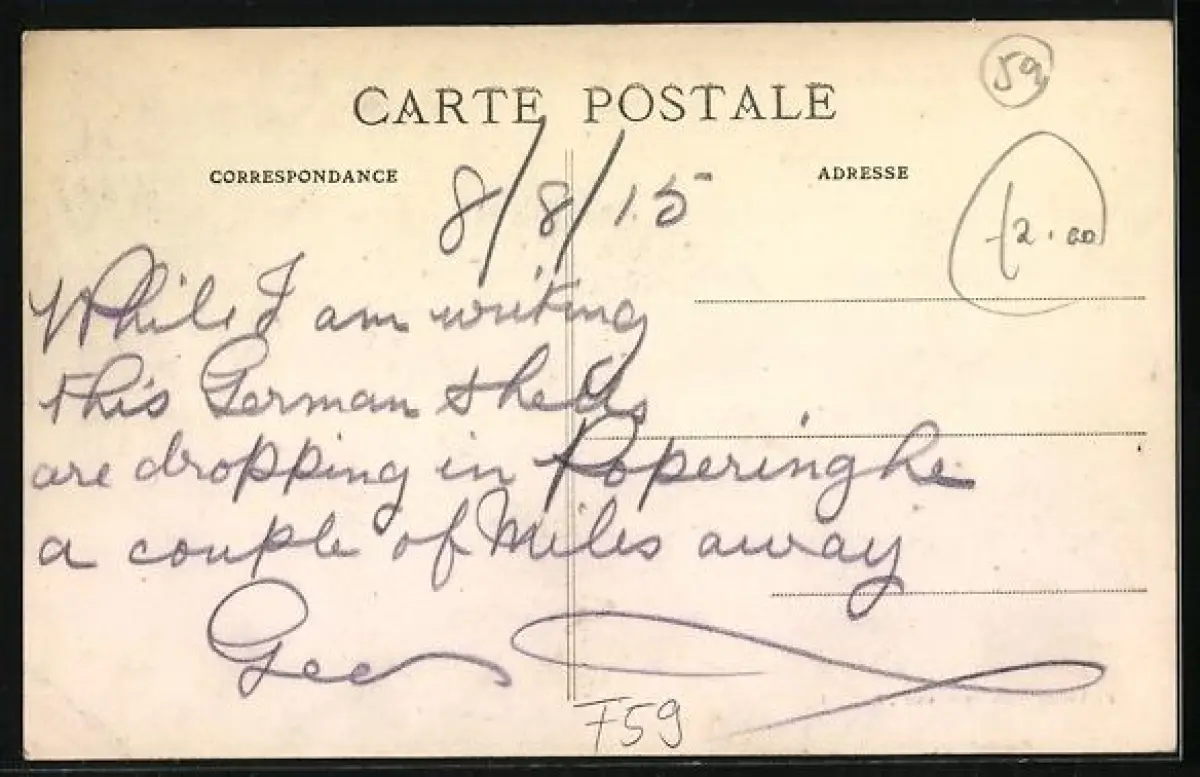 59
CARTE POSTALE
CORRESPONDANCE
ADRESSE
8/8/15
£2.00
While I am writing
this German shells
are dropping in Poperinghe
a couple of Miles away
Geo
F59